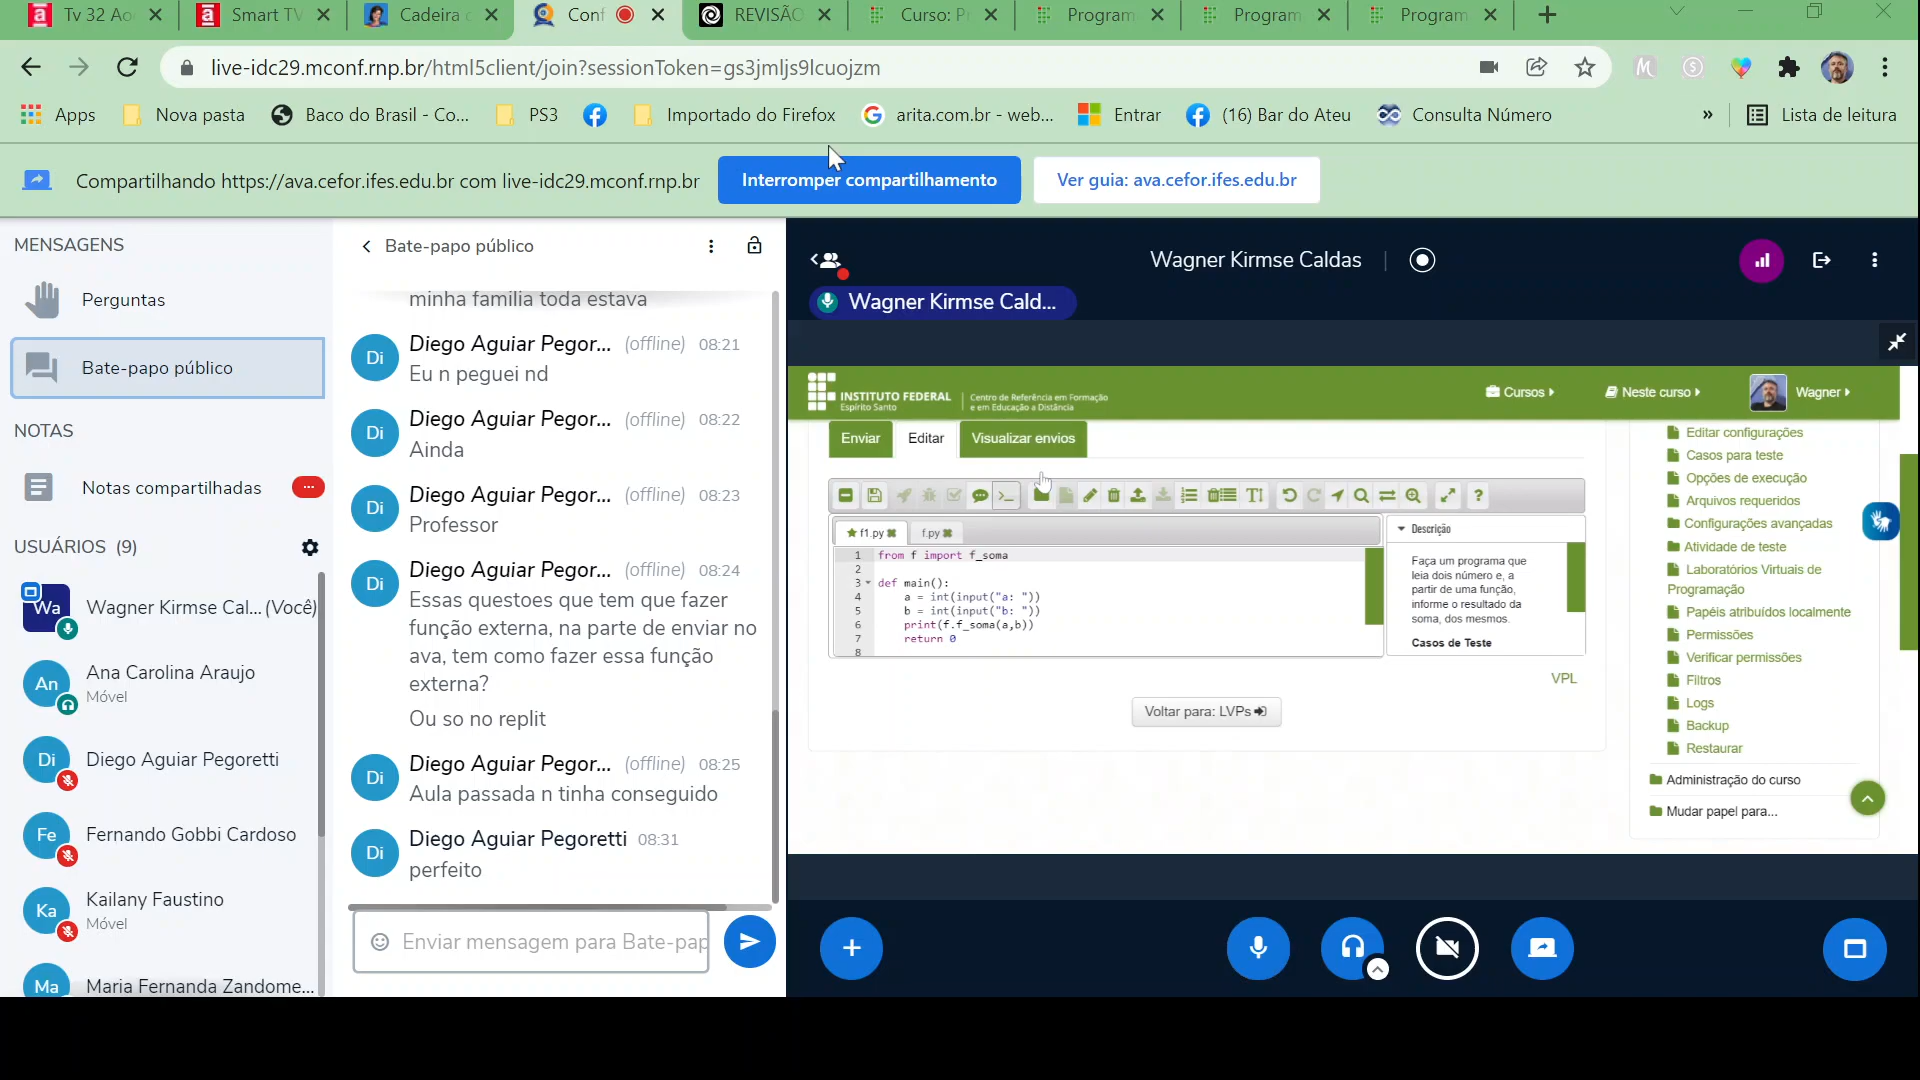 Tv 32 Ao
Smart TV
Cadeira
Conf
REVISÃO
Curso: P
Program
Program
Program
live-idc29.mconf.rnp.br/html5client/join?sessionToken=gs3jmljs9lcuojzm
Apps
Nova pasta
Baco do Brasil - Co...
PS3
Importado do Firefox
arita.com.br - web...
Entrar
(16) Bar do Ateu
Consulta Número
»
Lista de leitura
Compartilhando https://ava.cefor.ifes.edu.br com live-idc29.mconf.rnp.br
Interromper compartilhamento
Ver guia: ava.cefor.ifes.edu.br
MENSAGENS
Perguntas
Bate-papo público
NOTAS
Notas compartilhadas
USUÁRIOS (9)
Wa
Wagner Kirmse Cal... (Você)
An
Ana Carolina Araujo
Móvel
Di
Diego Aguiar Pegoretti
Fe
Fernando Gobbi Cardoso
Ka
Kailany Faustino
Móvel
Ma
Maria Fernanda Zandome...
Bate-papo público
minha familia toda estava
Di
Diego Aguiar Pegor... (offline) 08:21
Eu n peguei nd
Di
Diego Aguiar Pegor... (offline) 08:22
Ainda
Di
Diego Aguiar Pegor... (offline) 08:23
Professor
Di
Diego Aguiar Pegor... (offline) 08:24
Essas questoes que tem que fazer
função externa, na parte de enviar no
ava, tem como fazer essa função
externa?
Ou so no replit
Di
Diego Aguiar Pegor... (offline) 08:25
Aula passada n tinha conseguido
Di
Diego Aguiar Pegoretti 08:31
perfeito
Enviar mensagem para Bate-pap
Wagner Kirmse Caldas
Wagner Kirmse Cald...
INSTITUTO FEDERAL
Espírito Santo
Centro de Referência em Formação
e em Educação a Distância
Cursos
Neste curso
Wagner
Enviar
Editar
Visualizar envios
f1.py
f.py
1 from f import f_soma
2
3 def main():
4 a = int(input("a: "))
5 b = int(input("b: "))
6 print(f.f_soma(a,b))
7 return 0
8
Descrição
Faça um programa que
leia dois número e, a
partir de uma função,
informe o resultado da
soma, dos mesmos.
Casos de Teste
VPL
Voltar para: LVPs
Editar configurações
Casos para teste
Opções de execução
Arquivos requeridos
Configurações avançadas
Atividade de teste
Laboratórios Virtuais de
Programação
Papéis atribuídos localmente
Permissões
Verificar permissões
Filtros
Logs
Backup
Restaurar
Administração do curso
Mudar papel para...